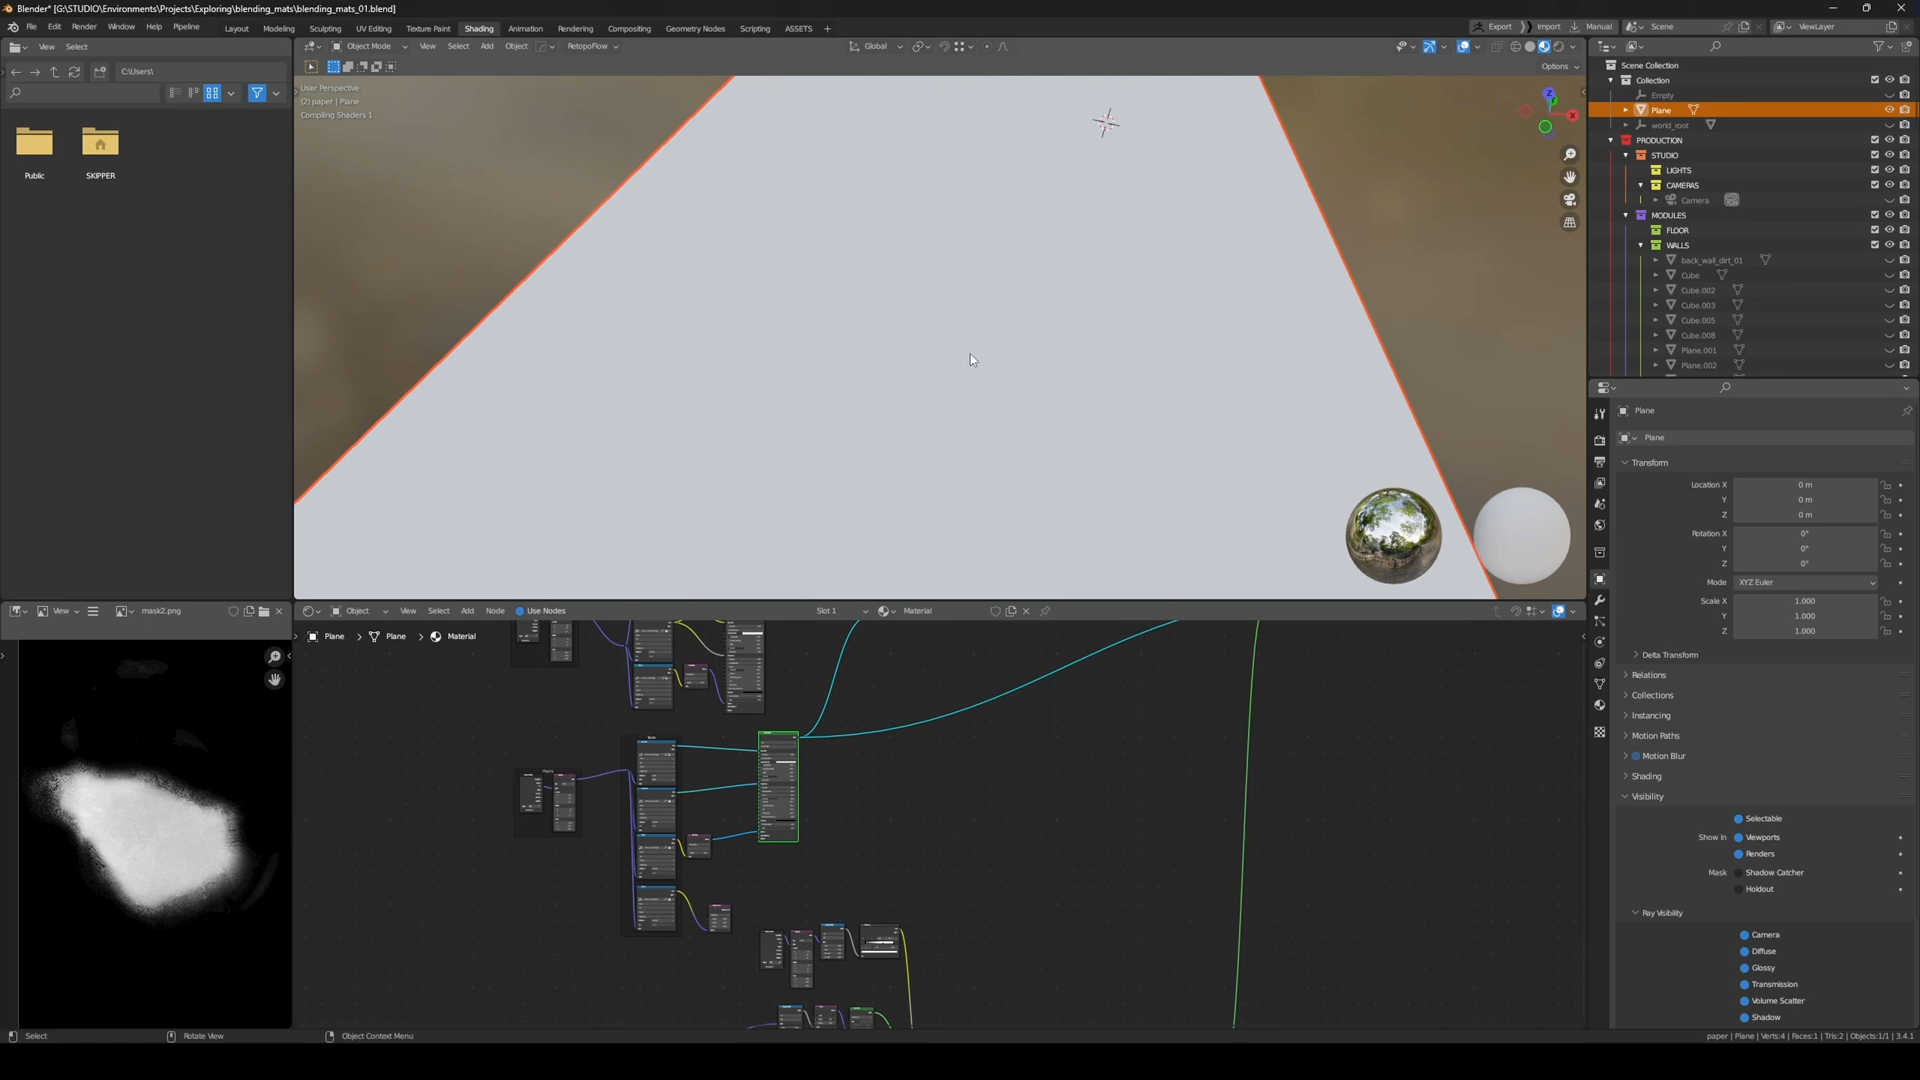 Blender* [G:\STUDIO\Environments\Projects\Exploring\blending_mats\blending_mats_01.blend]
File Edit Render Window Help Pipeline
Layout Modeling Sculpting UV Editing Texture Paint Shading Animation Rendering Compositing Geometry Nodes Scripting ASSETS +
Export Import Manual Scene ViewLayer
View Select
Object Mode View Select Add Object RetopoFlow Global
Options
C:\Users\
Public SKIPPER
User Perspective
(2) paper | Plane
Compiling Shaders 1
Z
X
Scene Collection
Collection
Empty
Plane
world_root
PRODUCTION
STUDIO
LIGHTS
CAMERAS
Camera
MODULES
FLOOR
WALLS
back_wall_dirt_01
Cube
Cube.002
Cube.003
Cube.005
Cube.008
Plane.001
Plane.002
Plane
Plane
Transform
Location X 0 m
Y 0 m
Z 0 m
Rotation X 0°
Y 0°
Z 0°
Mode XYZ Euler
Scale X 1.000
Y 1.000
Z 1.000
Delta Transform
Relations
Collections
Instancing
Motion Paths
Motion Blur
Shading
Visibility
Selectable
Show In Viewports
Renders
Mask Shadow Catcher
Holdout
Ray Visibility
Camera
Diffuse
Glossy
Transmission
Volume Scatter
Shadow
View mask2.png
Object View Select Add Node Use Nodes Slot 1 Material
Plane > Plane > Material
Select Rotate View Object Context Menu
paper | Plane | Verts:4 | Faces:1 | Tris:2 | Objects:1/1 | 3.4.1